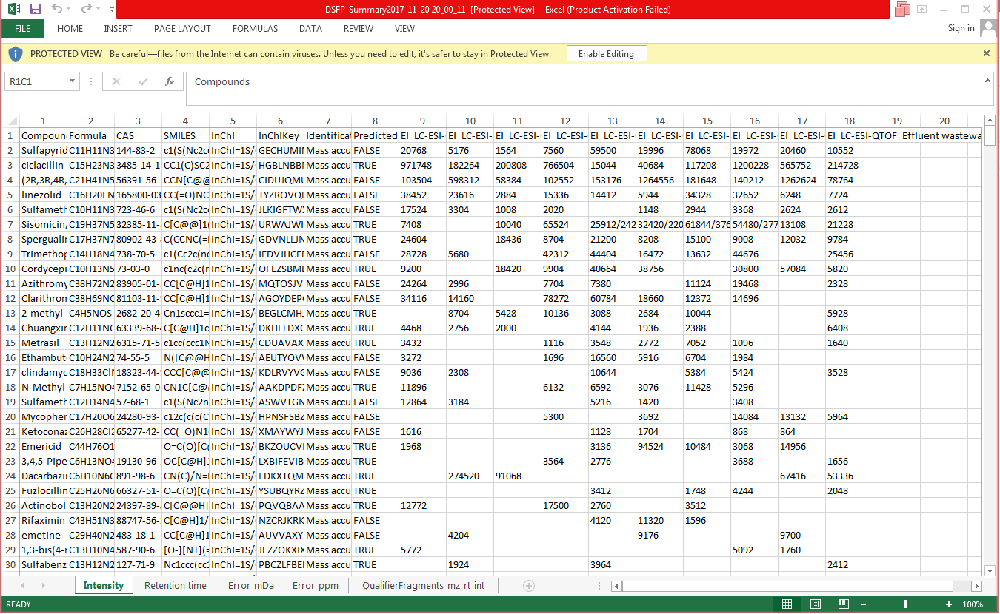 DSFP-Summary2017-11-20 20_00_11 [Protected View] - Excel (Product Activation Failed)
FILE HOME INSERT PAGE LAYOUT FORMULAS DATA REVIEW VIEW Sign in
PROTECTED VIEW Be careful—files from the Internet can contain viruses. Unless you need to edit, it's safer to stay in Protected View. Enable Editing
R1C1 fx Compounds
1 2 3 4 5 6 7 8 9 10 11 12 13 14 15 16 17 18 19 20
1 Compoun Formula CAS SMILES InChI InChIKey Identificat Predicted EI_LC-ESI- EI_LC-ESI- EI_LC-ESI- EI_LC-ESI- EI_LC-ESI- EI_LC-ESI- EI_LC-ESI- EI_LC-ESI- EI_LC-ESI- EI_LC-ESI-QTOF_Effluent wastewa
2 Sulfapyrid C11H11N3 144-83-2 c1(S(Nc2c InChI=1S/ GECHUMI Mass accu FALSE 20768 5176 1564 7560 59500 19996 78068 19972 20460 10552
3 ciclacillin C15H23N3 3485-14-1 CC1(C)SC2 InChI=1S/ HGBLNBB Mass accu TRUE 971748 182264 200808 766504 15044 40684 117208 1200228 565752 214728
4 (2R,3R,4R, C21H41N5 56391-56- CCN[C@@ InChI=1S/ CIDUJQMU Mass accu FALSE 103504 598312 58384 102552 153176 1264556 181648 140212 1262624 78764
5 linezolid C16H20FN 165800-03 CC(=O)NC InChI=1S/ TYZROVQL Mass accu FALSE 38452 23616 2884 15336 14412 5944 34328 32652 6248 7724
6 Sulfameth C10H11N3 723-46-6 c1(S(Nc2c InChI=1S/ JLKIGFTW Mass accu FALSE 17524 3304 1008 2020 1148 2944 3368 2624 2612
7 Sisomicin, C19H37N5 32385-11-8 C[C@@]1( InChI=1S/ URWAJWI Mass accu TRUE 7408 10040 65524 25912/242 32420/220 61844/376 54480/277 13108 21228
8 Spergualin C17H37N7 80902-43-8 C(CCNC(= InChI=1S/ GDVNLLJN Mass accu TRUE 24604 18436 8704 21200 8208 15100 9008 12032 9784
9 Trimethop C14H18N4 738-70-5 c1(Cc2c(nc InChI=1S/ IEDVJHCE Mass accu FALSE 28728 5680 42312 44404 16472 13632 44676 25456
10 Cordycepi C10H13N5 73-03-0 c1nc(c2c(n InChI=1S/ OFEZSBM Mass accu TRUE 9200 18420 9904 40664 38756 30800 57084 5820
11 Azithromy C38H72N2 83905-01-5 CC[C@H]1 InChI=1S/ MQTOSJV Mass accu FALSE 24264 2996 7704 7380 11124 19468 2328
12 Clarithron C38H69NO 81103-11-9 CC[C@H]1 InChI=1S/ AGOYDEP Mass accu FALSE 34116 14160 78272 60784 18660 12372 14696
13 2-methyl- C4H5NOS 2682-20-4 Cn1sccc1= InChI=1S/ BEGLCMH Mass accu TRUE 8704 5428 10136 3088 2684 10044 5928
14 Chuangxin C12H11NO 63339-68-4 C[C@H]1c InChI=1S/ DKHFLDX Mass accu TRUE 4468 2756 2000 4144 1936 2388 6408
15 Metrasil C13H12N2 6315-71-5 c1cc(ccc1N InChI=1S/ CDUAVAX Mass accu TRUE 3432 1116 3548 2772 7052 1096 1640
16 Ethambut C10H24N2 74-55-5 N([C@@H InChI=1S/ AEUTYOV Mass accu TRUE 3272 1696 16560 5916 6704 1984
17 clindamyc C18H33Cl 18323-44-9 CCC[C@@ InChI=1S/ KDLRVYV Mass accu FALSE 9036 2308 10644 5384 5424 3528
18 N-Methyl- C7H15NO4 7152-65-0 CN1C[C@ InChI=1S/ AAKDPDF Mass accu TRUE 11896 6132 6592 3076 11428 5296
19 Sulfameth C12H14N4 57-68-1 c1(S(Nc2n InChI=1S/ ASWVTGN Mass accu FALSE 12864 3184 5216 1420 3408
20 Mycophen C17H20O6 24280-93- c12c(c(c(C InChI=1S/ HPNSFSBZ Mass accu FALSE 5300 3692 14084 13132 5964
21 Ketoconaz C26H28Cl2 65277-42- CC(=O)N1 InChI=1S/ XMAYWYJ Mass accu FALSE 1616 1128 1704 868 864
22 Emericid C44H76O1 O=C(O)[C InChI=1S/ BKZOUCV Mass accu TRUE 1968 3136 94524 10484 3068 14956
23 3,4,5-Pipe C6H13NO4 19130-96-2 OC[C@H] InChI=1S/ LXBIFEVIB Mass accu TRUE 3564 2776 3688 1656
24 Dacarbazi C6H10N6O 891-98-6 CN(C)/N= InChI=1S/ FDKXTQM Mass accu TRUE 274520 91068 67416 53336
25 Fuzlocillin C25H26N6 66327-51-3 O=C(O)[C InChI=1S/ YSUBQYRZ Mass accu TRUE 3412 1748 4244 2048
26 Actinobol C13H20N2 24397-89-5 C[C@@H] InChI=1S/ PQVQBAA Mass accu TRUE 12772 17500 2760 3512
27 Rifaximin C43H51N3 88747-56-2 C[C@H]1/ InChI=1S/ NZCRJKRK Mass accu FALSE 4120 11320 1596
28 emetine C29H40N2 483-18-1 CC[C@H]1 InChI=1S/ AUVVAXY Mass accu FALSE 4204 9176 9700
29 1,3-bis(4-n C13H10N4 587-90-6 [O-][N+](= InChI=1S/ JEZZOKXIX Mass accu TRUE 5772 5092 1760
30 Sulfabenz C13H12N2 127-71-9 Nc1ccc(cc1 InChI=1S/ PBCZLFBE Mass accu TRUE 1924 3964 2412
Intensity Retention time Error_mDa Error_ppm QualifierFragments_mz_rt_int
READY 100%